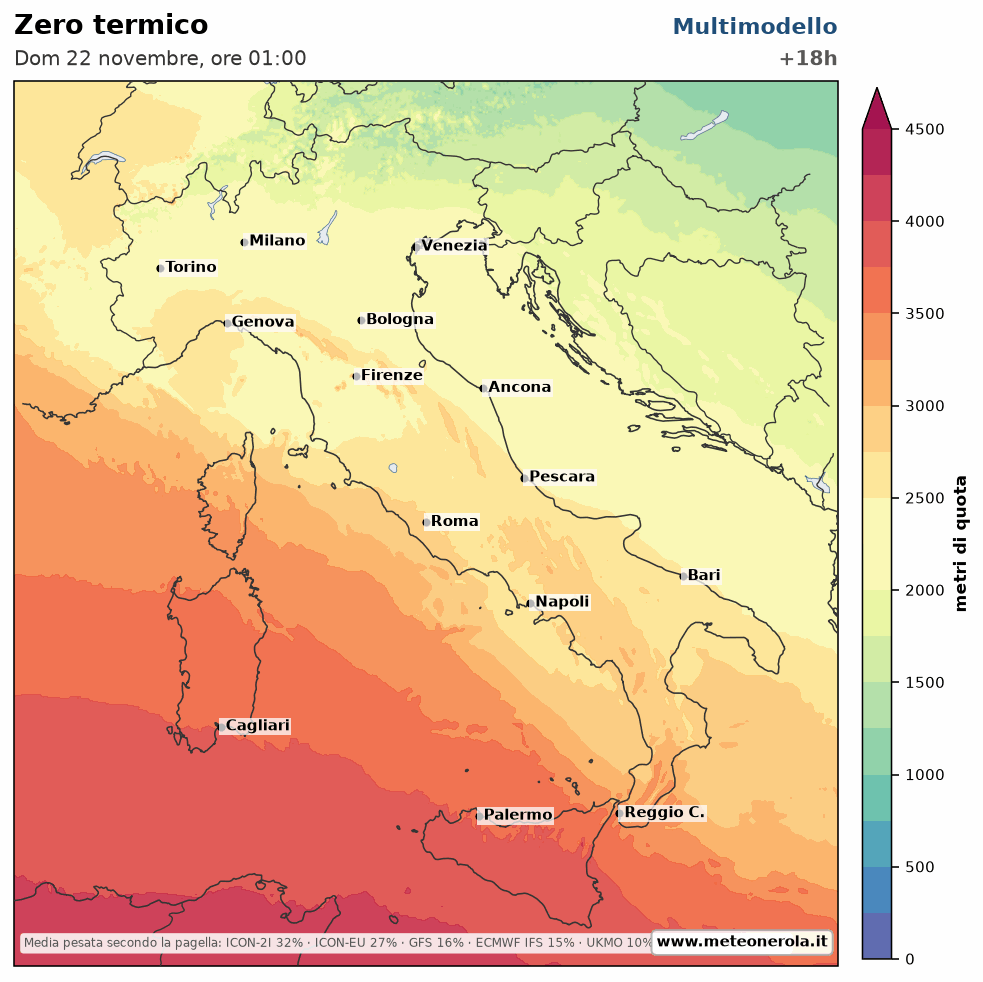 Zero termico
Multimodello
Dom 22 novembre, ore 01:00
+18h
Milano
Venezia
Torino
Genova
Bologna
Firenze
Ancona
Pescara
Roma
Bari
Napoli
Cagliari
Palermo
Reggio C.
4500
4000
3500
3000
2500
2000
1500
1000
500
0
metri di quota
Media pesata secondo la pagella: ICON-2I 32% · ICON-EU 27% · GFS 16% · ECMWF IFS 15% · UKMO 10%
www.meteonerola.it